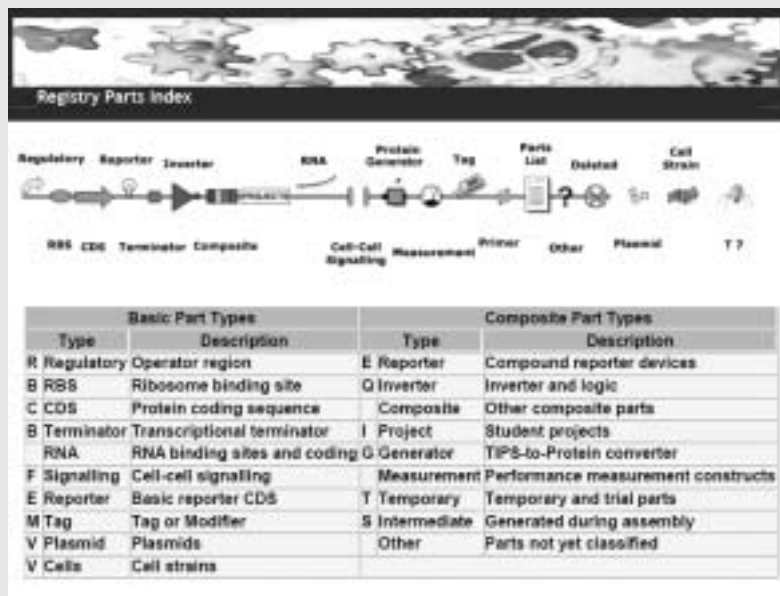 Registry Parts Index
Regulatory Reporter Inverter RNA Protein Generator Tag Parts List Deleted Cell Strain
RBS CDS Terminator Composite Cell-Cell Signalling Measurement Primer Other Plasmid T 7
Basic Part Types Composite Part Types
Type Description Type Description
R Regulatory Operator region E Reporter Compound reporter devices
B RBS Ribosome binding site Q Inverter Inverter and logic
C CDS Protein coding sequence Composite Other composite parts
B Terminator Transcriptional terminator I Project Student projects
RNA RNA binding sites and coding G Generator TIPS-to-Protein converter
F Signalling Cell-cell signalling Measurement Performance measurement constructs
E Reporter Basic reporter CDS T Temporary Temporary and trial parts
M Tag Tag or Modifier S Intermediate Generated during assembly
V Plasmid Plasmids Other Parts not yet classified
V Cells Cell strains